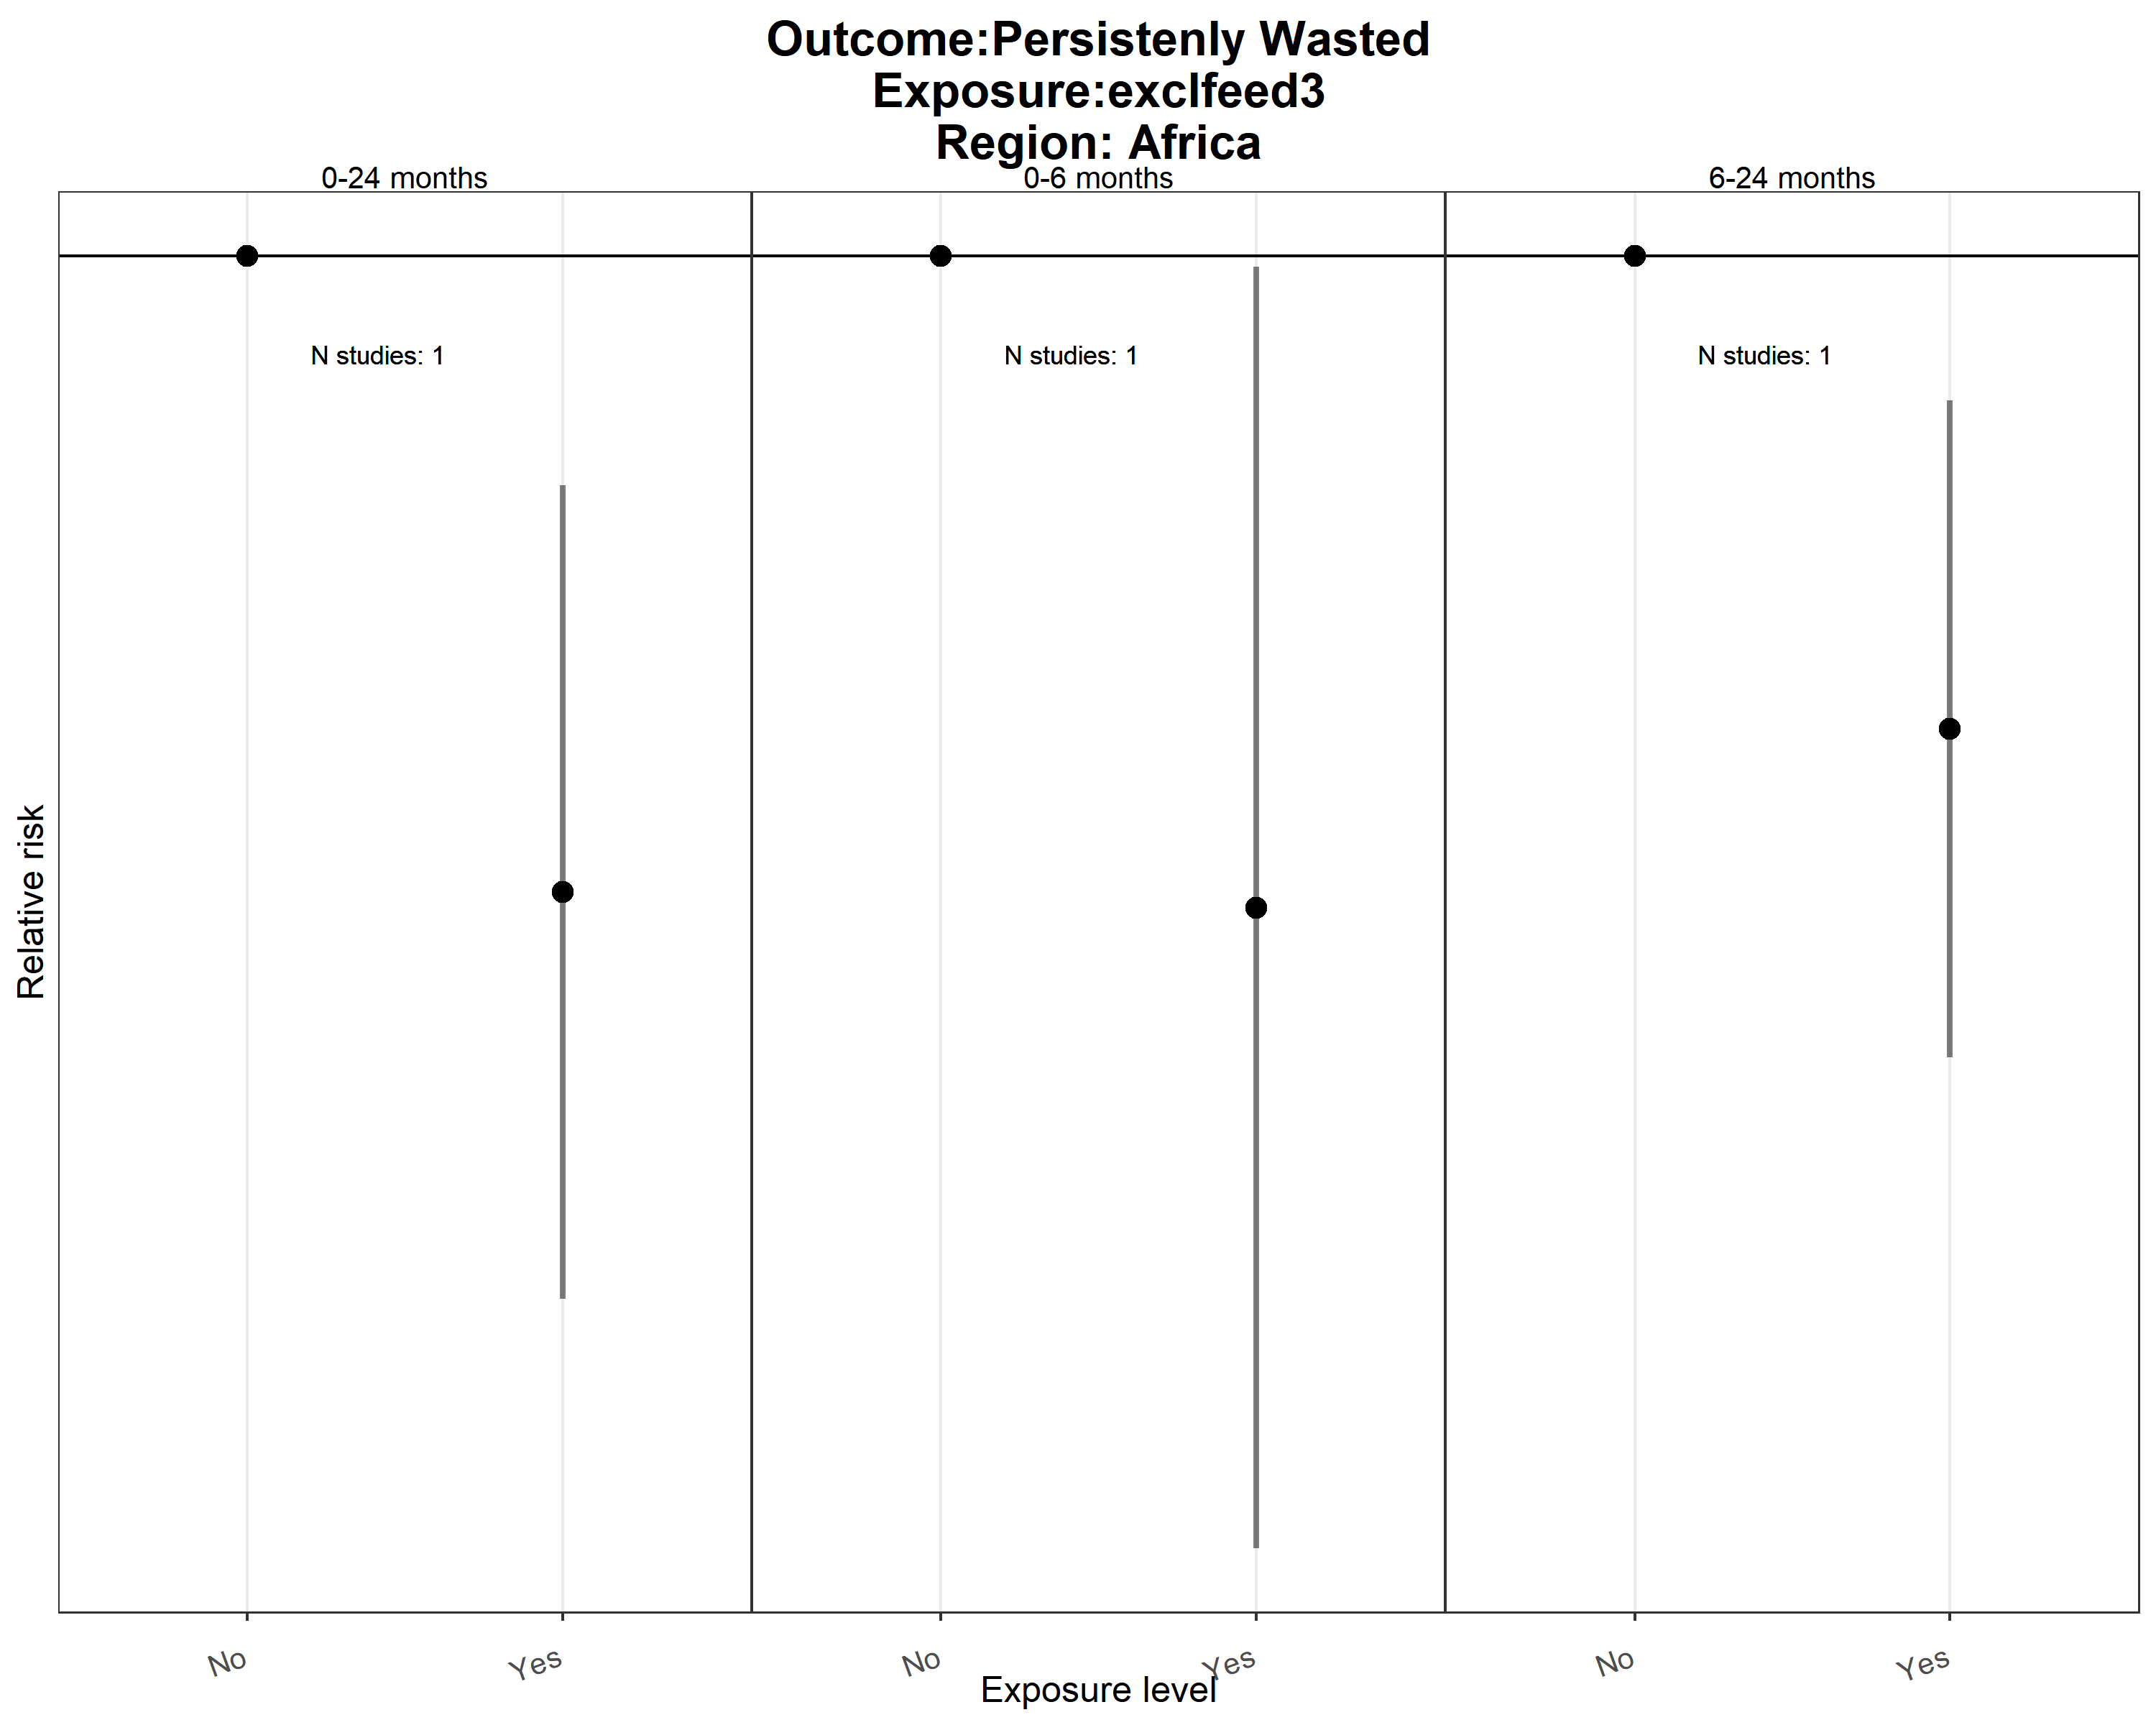 Outcome:Persistenly Wasted
Exposure:exclfeed3
Region: Africa
0-24 months
0-6 months
6-24 months
N studies: 1
N studies: 1
N studies: 1
Relative risk
No
Yes
No
Yes
No
Yes
Exposure level